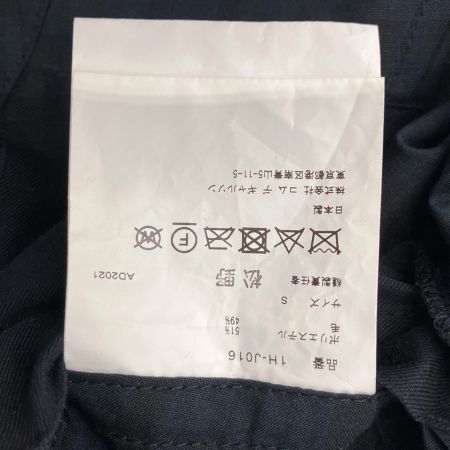 品番 1H-J016
ポリエステル 51%
毛 49%
サイズ S
縫製責任者 松野 AD2021
日本製
株式会社 コム デ ギャルソン
東京都港区南青山5-11-5